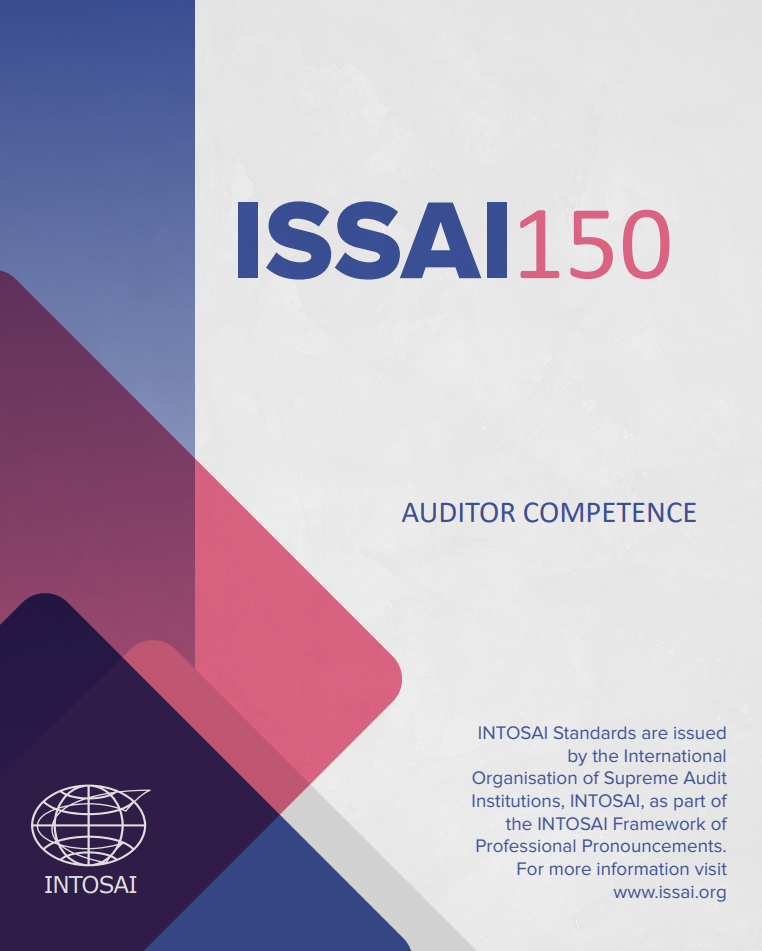 ISSAI150
AUDITOR COMPETENCE
INTOSAI Standards are issued
by the International
Organisation of Supreme Audit
Institutions, INTOSAI, as part of
the INTOSAI Framework of
Professional Pronouncements.
For more information visit
www.issai.org
INTOSAI